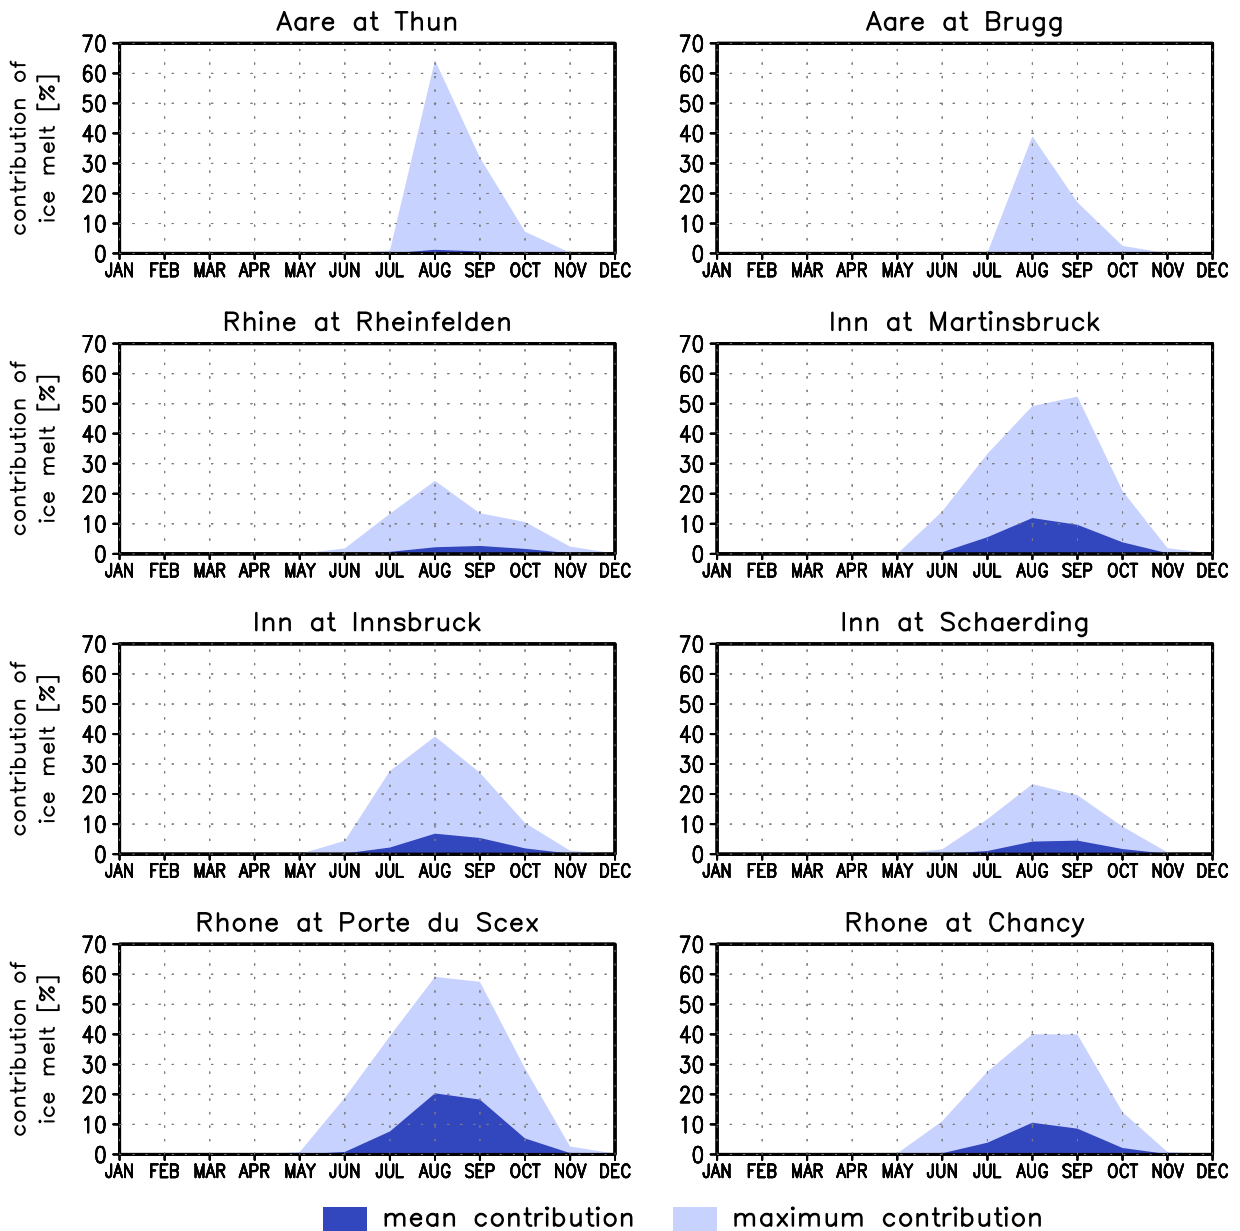 Aare at Thun
contribution of
ice melt [%]
70
60
50
40
30
20
10
0
JAN FEB MAR APR MAY JUN JUL AUG SEP OCT NOV DEC
Aare at Brugg
70
60
50
40
30
20
10
0
JAN FEB MAR APR MAY JUN JUL AUG SEP OCT NOV DEC
Rhine at Rheinfelden
contribution of
ice melt [%]
70
60
50
40
30
20
10
0
JAN FEB MAR APR MAY JUN JUL AUG SEP OCT NOV DEC
Inn at Martinsbruck
70
60
50
40
30
20
10
0
JAN FEB MAR APR MAY JUN JUL AUG SEP OCT NOV DEC
Inn at Innsbruck
contribution of
ice melt [%]
70
60
50
40
30
20
10
0
JAN FEB MAR APR MAY JUN JUL AUG SEP OCT NOV DEC
Inn at Schaerding
70
60
50
40
30
20
10
0
JAN FEB MAR APR MAY JUN JUL AUG SEP OCT NOV DEC
Rhone at Porte du Scex
contribution of
ice melt [%]
70
60
50
40
30
20
10
0
JAN FEB MAR APR MAY JUN JUL AUG SEP OCT NOV DEC
Rhone at Chancy
70
60
50
40
30
20
10
0
JAN FEB MAR APR MAY JUN JUL AUG SEP OCT NOV DEC
mean contribution
maximum contribution